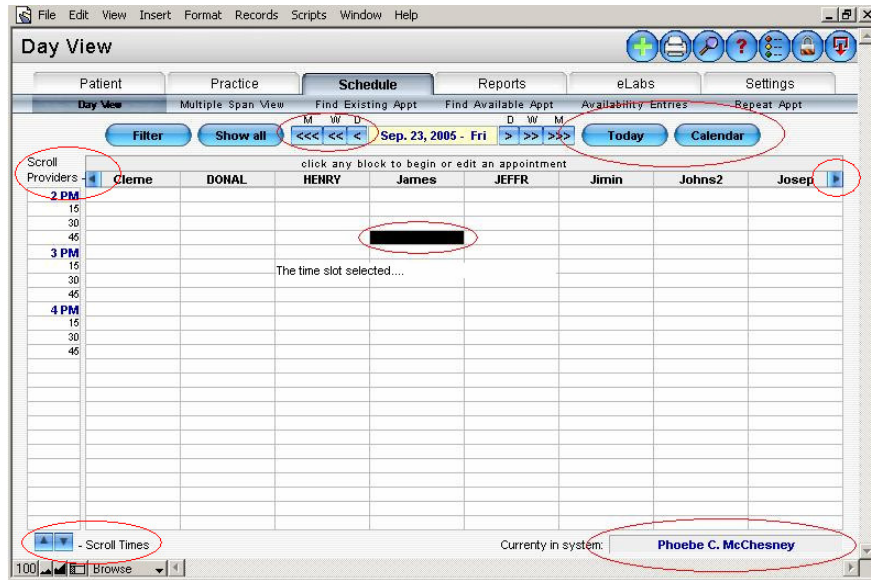 File Edit View Insert Format Records Scripts Window Help
Day View
Patient Practice Schedule Reports eLabs Settings
Day View Multiple Span View Find Existing Appt Find Available Appt Availability Entries Repeat Appt
M W D D W M
Filter Show all <<< << < Sep. 23, 2005 - Fri > >> >>> Today Calendar
Scroll
click any block to begin or edit an appointment
Providers - Cleme DONAL HENRY James JEFFR Jimin Johns2 Josep
2 PM
15
30
45
3 PM
15
The time slot selected....
30
45
4 PM
15
30
45
- Scroll Times
Currenty in system: Phoebe C. McChesney
100 Browse